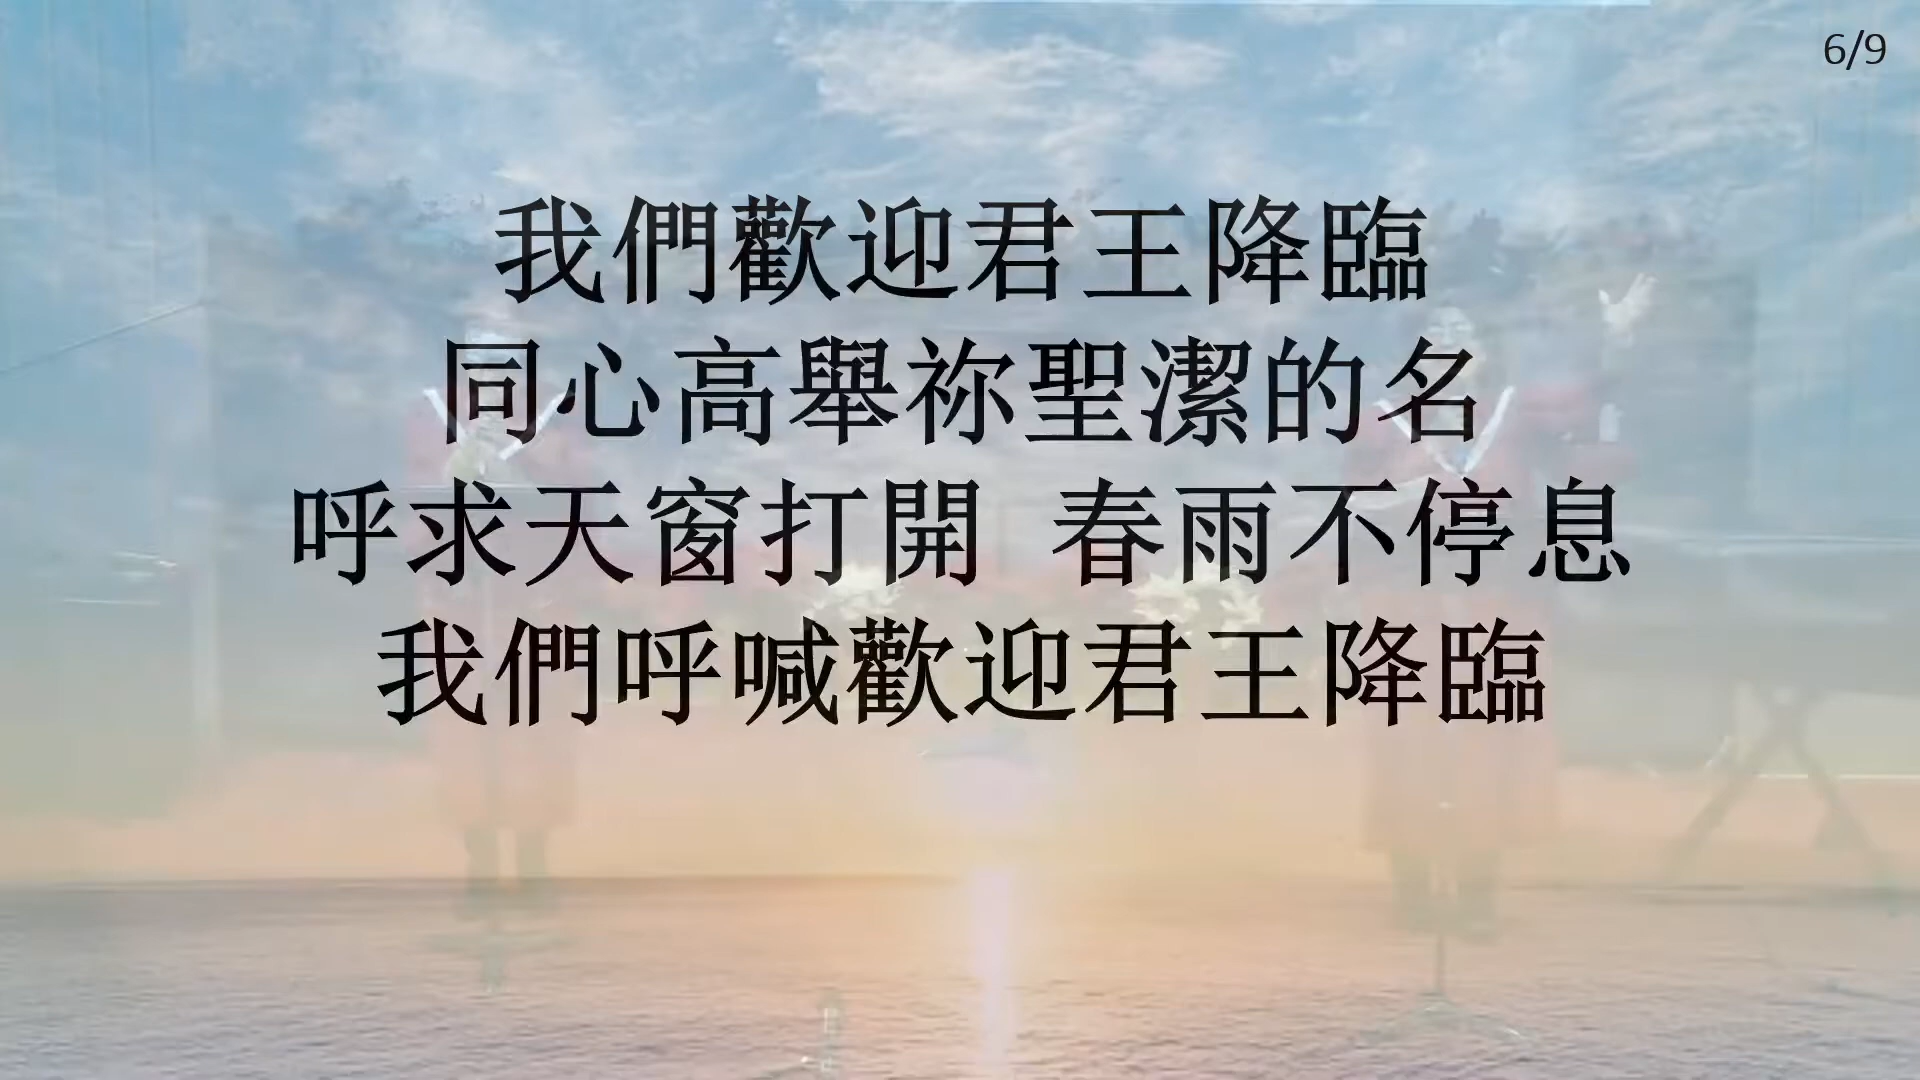 6/9
我們歡迎君王降臨
同心高舉祢聖潔的名
呼求天窗打開 春雨不停息
我們呼喊歡迎君王降臨